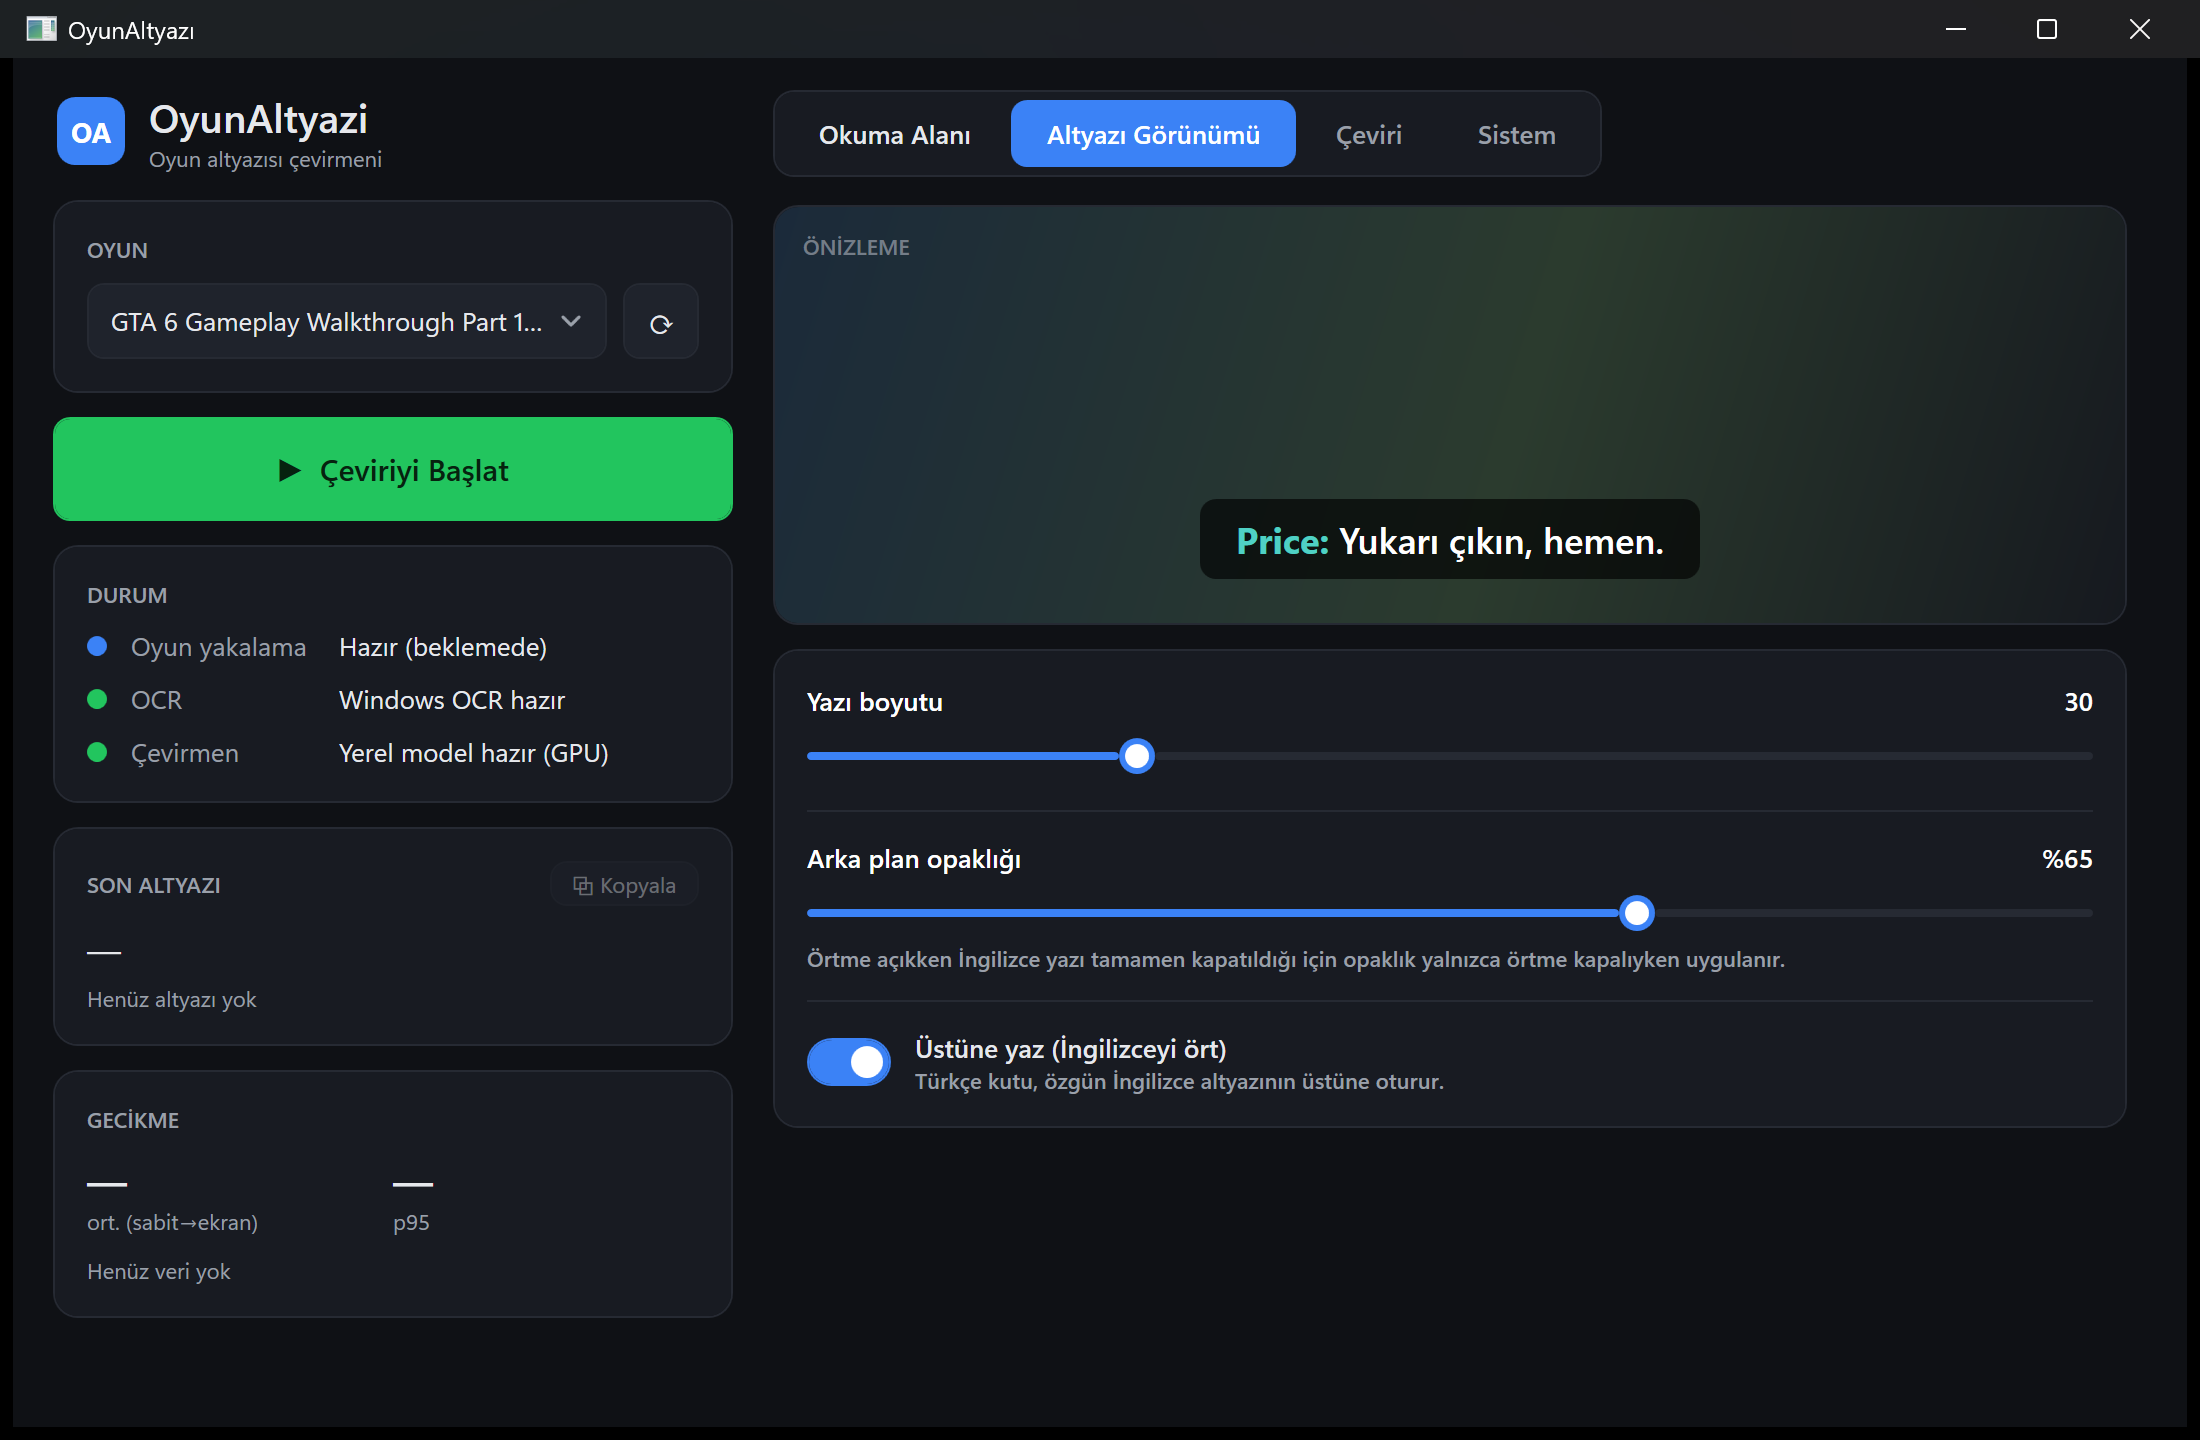 OyunAltyazı
OA
OyunAltyazi
Oyun altyazısı çevirmeni
OYUN
GTA 6 Gameplay Walkthrough Part 1...
Çeviriyi Başlat
DURUM
Oyun yakalama Hazır (beklemede)
OCR Windows OCR hazır
Çevirmen Yerel model hazır (GPU)
SON ALTYAZI Kopyala
—
Henüz altyazı yok
GECİKME
— —
ort. (sabit→ekran) p95
Henüz veri yok
Okuma Alanı Altyazı Görünümü Çeviri Sistem
ÖNİZLEME
Price: Yukarı çıkın, hemen.
Yazı boyutu 30
Arka plan opaklığı %65
Örtme açıkken İngilizce yazı tamamen kapatıldığı için opaklık yalnızca örtme kapalıyken uygulanır.
Üstüne yaz (İngilizceyi ört)
Türkçe kutu, özgün İngilizce altyazının üstüne oturur.